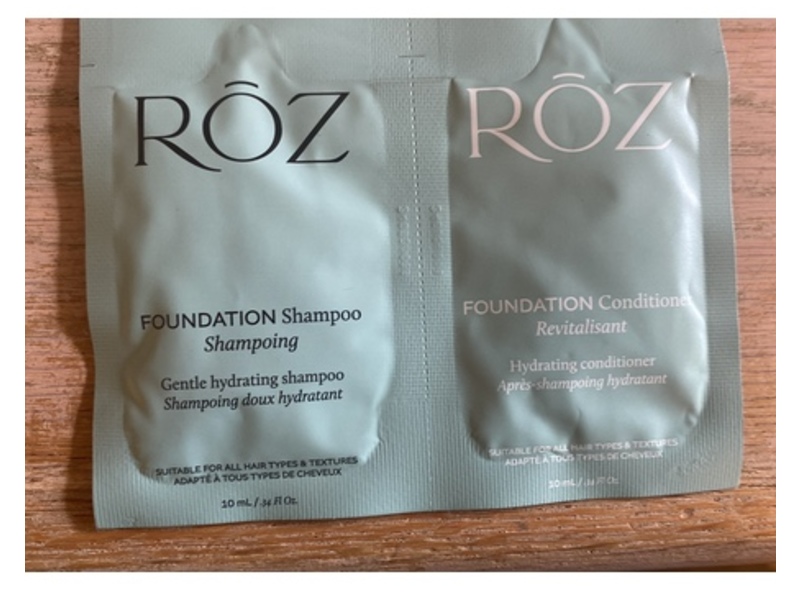 RŌZ
FOUNDATION Shampoo
Shampoing
Gentle hydrating shampoo
Shampoing doux hydratant
SUITABLE FOR ALL HAIR TYPES & TEXTURES
ADAPTÉ À TOUS TYPES DE CHEVEUX
10 mL / .34 Fl Oz.
RŌZ
FOUNDATION Conditioner
Revitalisant
Hydrating conditioner
Après-shampoing hydratant
SUITABLE FOR ALL HAIR TYPES & TEXTURES
ADAPTÉ À TOUS TYPES DE CHEVEUX
10 mL / .34 Fl Oz.